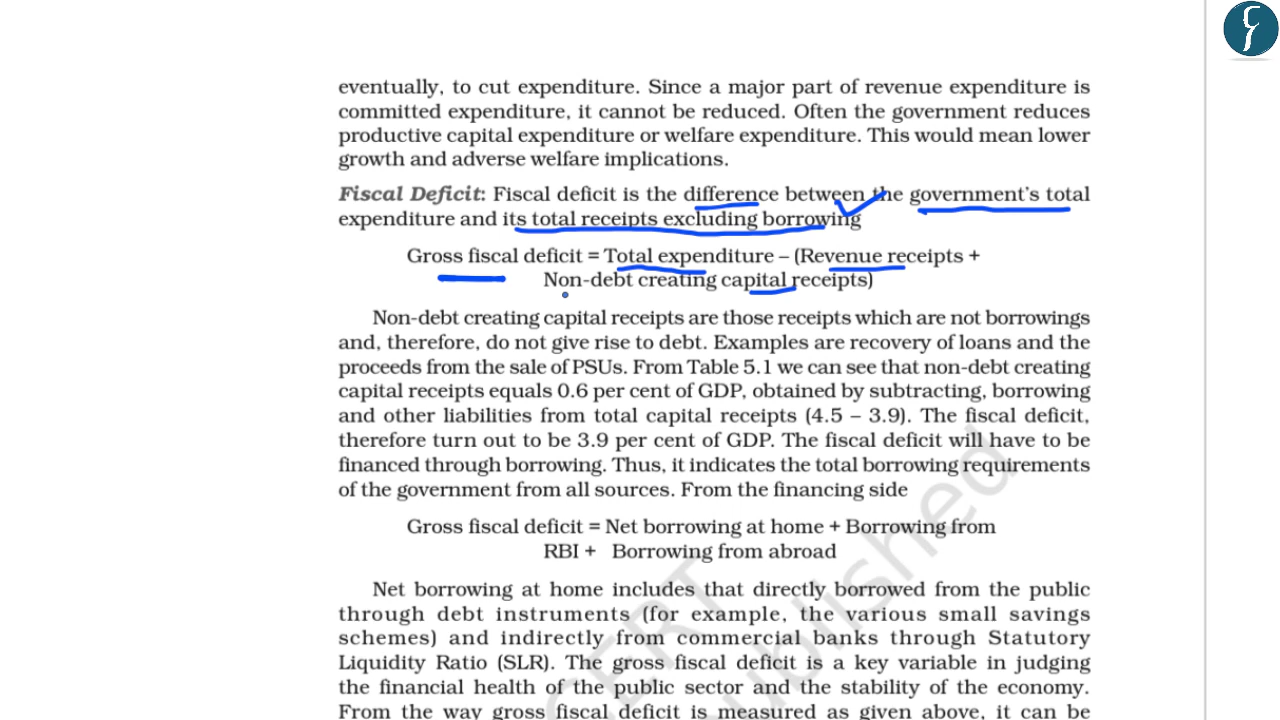 eventually, to cut expenditure. Since a major part of revenue expenditure is
committed expenditure, it cannot be reduced. Often the government reduces
productive capital expenditure or welfare expenditure. This would mean lower
growth and adverse welfare implications.
Fiscal Deficit: Fiscal deficit is the difference between the government's total
expenditure and its total receipts excluding borrowing
Gross fiscal deficit = Total expenditure – (Revenue receipts +
Non-debt creating capital receipts)
Non-debt creating capital receipts are those receipts which are not borrowings
and, therefore, do not give rise to debt. Examples are recovery of loans and the
proceeds from the sale of PSUs. From Table 5.1 we can see that non-debt creating
capital receipts equals 0.6 per cent of GDP, obtained by subtracting, borrowing
and other liabilities from total capital receipts (4.5 – 3.9). The fiscal deficit,
therefore turn out to be 3.9 per cent of GDP. The fiscal deficit will have to be
financed through borrowing. Thus, it indicates the total borrowing requirements
of the government from all sources. From the financing side
Gross fiscal deficit = Net borrowing at home + Borrowing from
RBI + Borrowing from abroad
Net borrowing at home includes that directly borrowed from the public
through debt instruments (for example, the various small savings
schemes) and indirectly from commercial banks through Statutory
Liquidity Ratio (SLR). The gross fiscal deficit is a key variable in judging
the financial health of the public sector and the stability of the economy.
From the way gross fiscal deficit is measured as given above, it can be